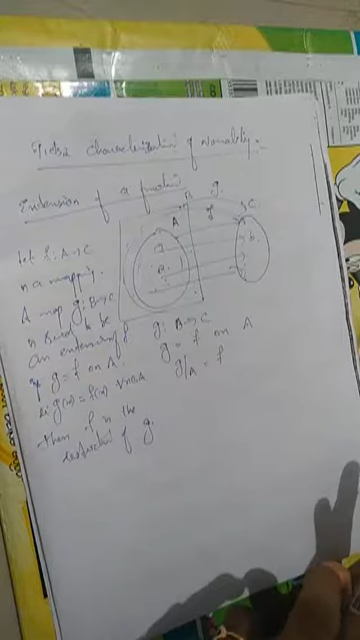 Tietze characterization of normality.
Extension of a function
let f: A→C
is a mapping.
A map g: B→C
is said to be
an extension of f
if g = f on A.
ie g(x) = f(x) ∀x∈A
then f is the
restriction of g.
B
g
A
f
C
g: B→C
g = f on A
g/A = f